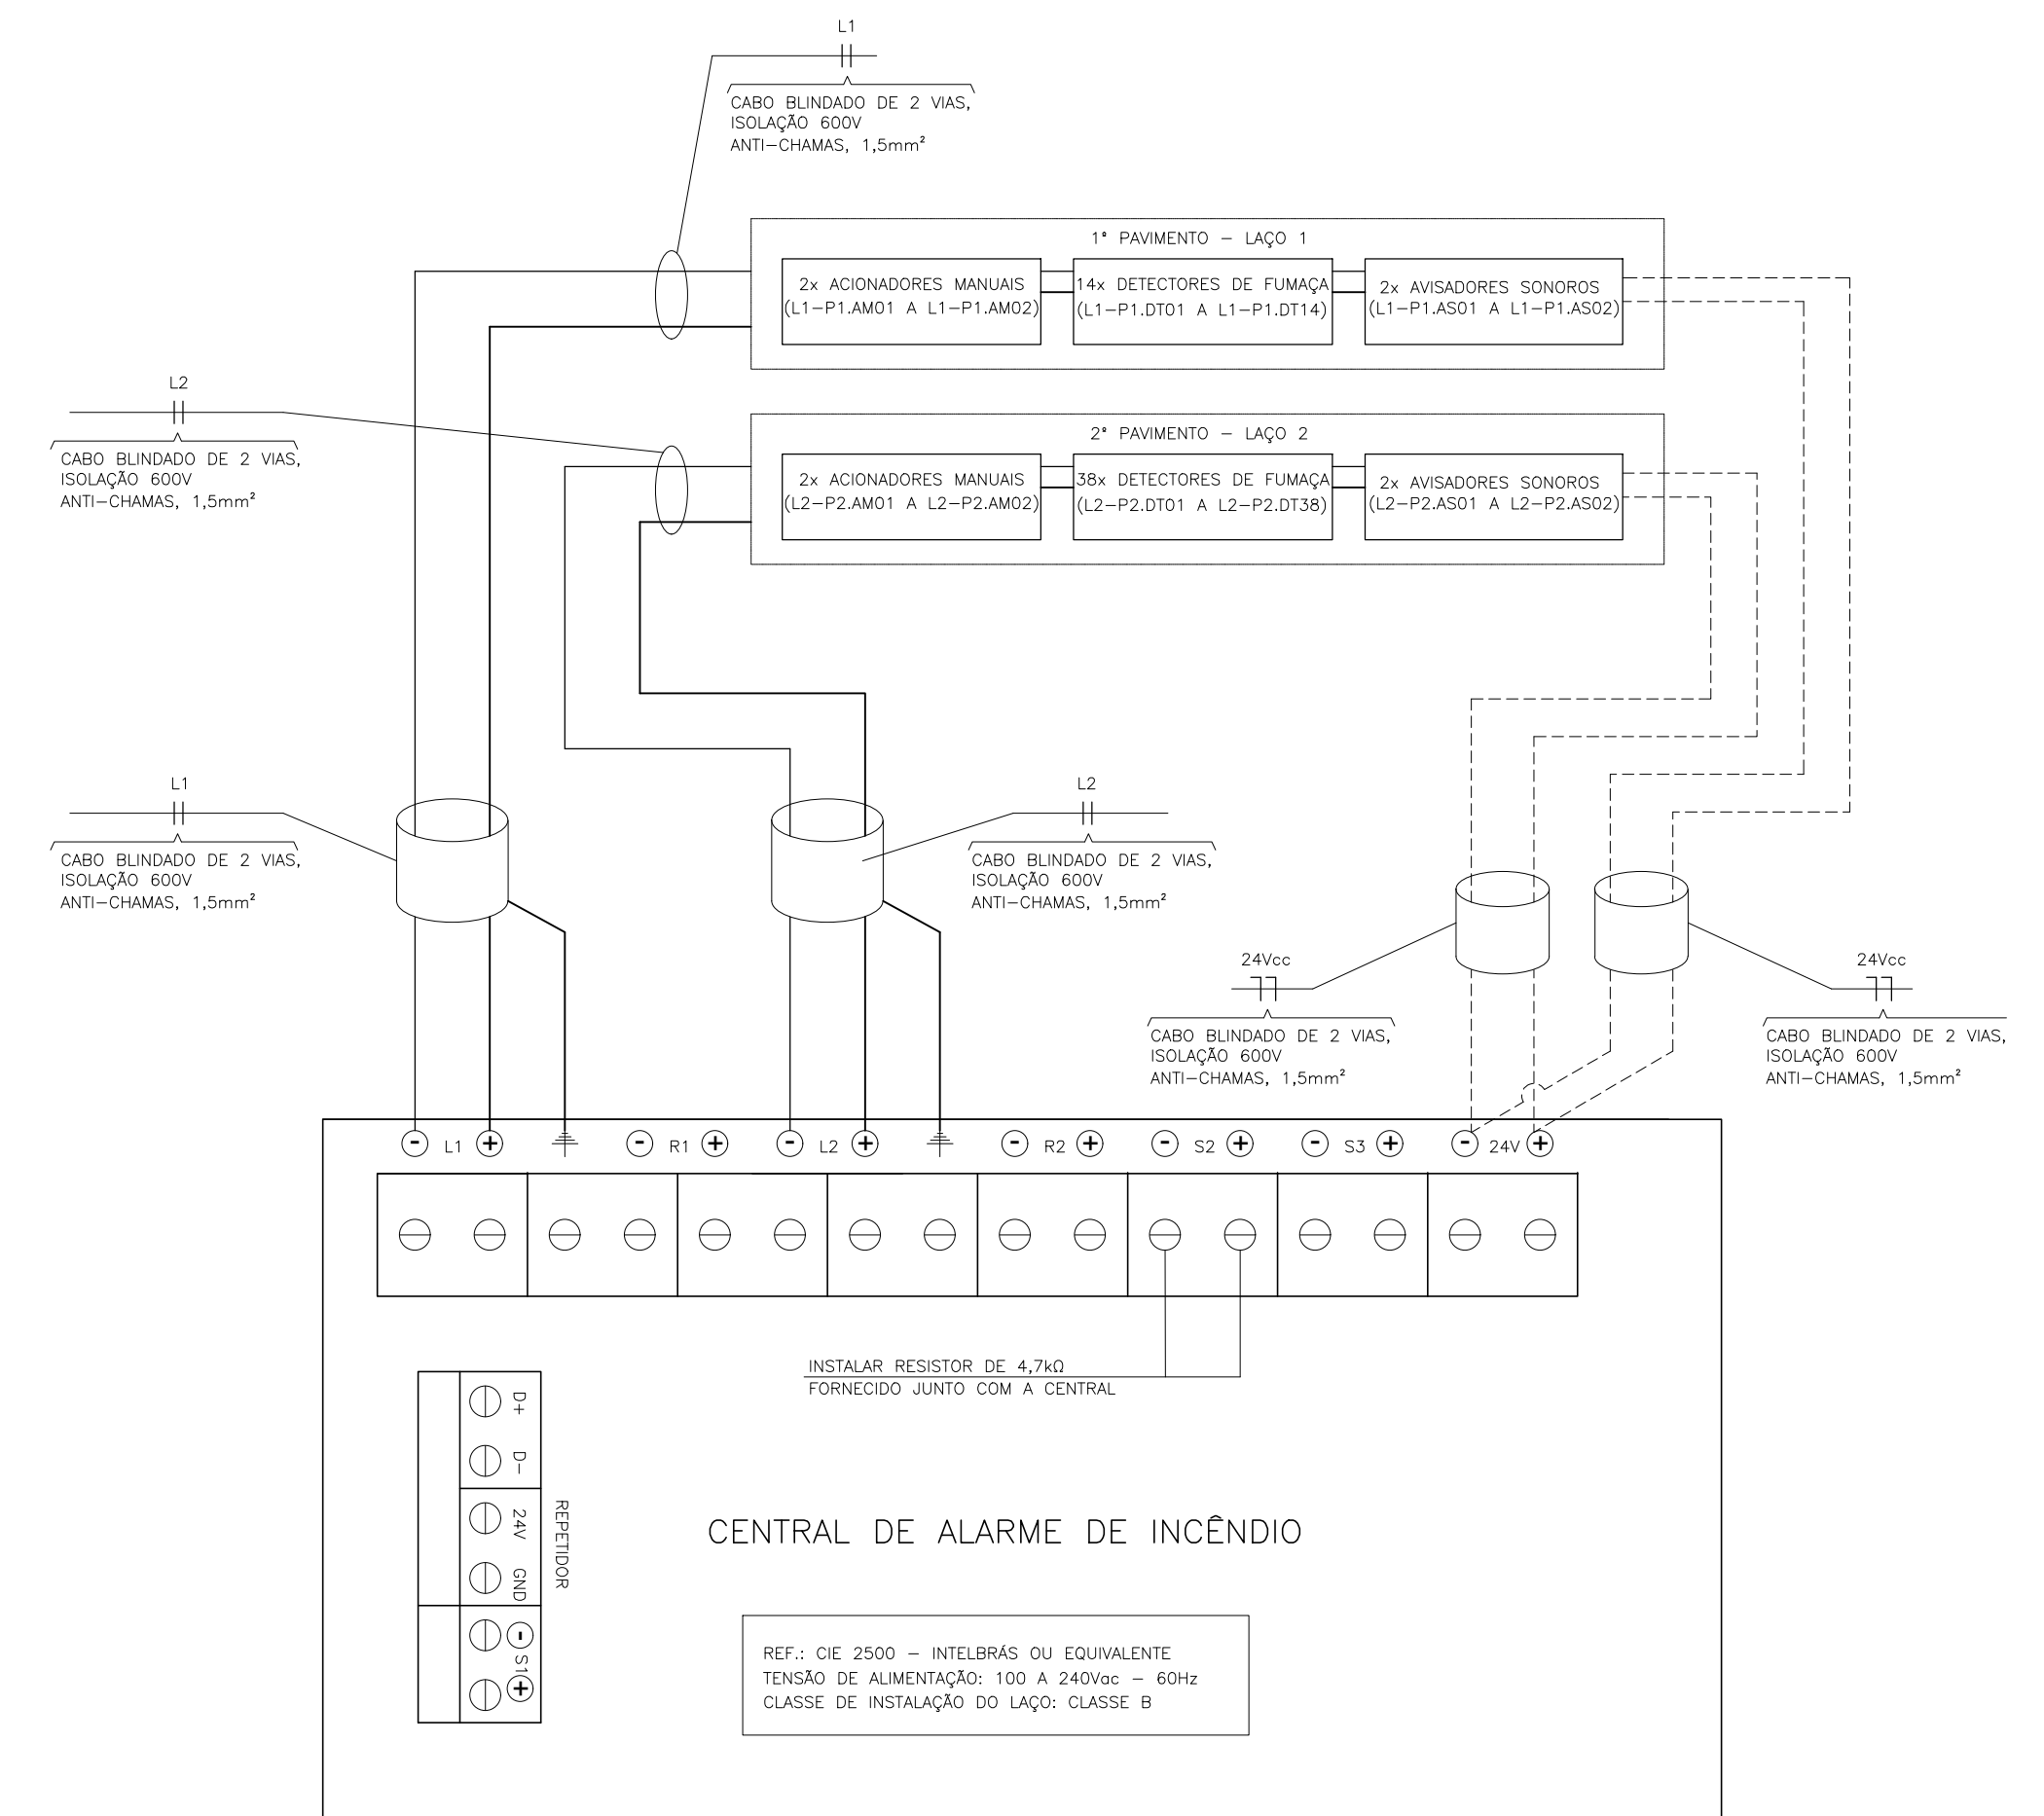 L1
CABO BLINDADO DE 2 VIAS,
ISOLAÇÃO 600V
ANTI-CHAMAS, 1,5mm²
1° PAVIMENTO - LAÇO 1
2x ACIONADORES MANUAIS
(L1-P1.AM01 A L1-P1.AM02)
14x DETECTORES DE FUMAÇA
(L1-P1.DT01 A L1-P1.DT14)
2x AVISADORES SONOROS
(L1-P1.AS01 A L1-P1.AS02)
L2
CABO BLINDADO DE 2 VIAS,
ISOLAÇÃO 600V
ANTI-CHAMAS, 1,5mm²
2° PAVIMENTO - LAÇO 2
2x ACIONADORES MANUAIS
(L2-P2.AM01 A L2-P2.AM02)
38x DETECTORES DE FUMAÇA
(L2-P2.DT01 A L2-P2.DT38)
2x AVISADORES SONOROS
(L2-P2.AS01 A L2-P2.AS02)
L1
CABO BLINDADO DE 2 VIAS,
ISOLAÇÃO 600V
ANTI-CHAMAS, 1,5mm²
L2
CABO BLINDADO DE 2 VIAS,
ISOLAÇÃO 600V
ANTI-CHAMAS, 1,5mm²
24Vcc
CABO BLINDADO DE 2 VIAS,
ISOLAÇÃO 600V
ANTI-CHAMAS, 1,5mm²
24Vcc
CABO BLINDADO DE 2 VIAS,
ISOLAÇÃO 600V
ANTI-CHAMAS, 1,5mm²
- L1 + - R1 + - L2 + - R2 + - S2 + - S3 + - 24V +
INSTALAR RESISTOR DE 4,7kΩ
FORNECIDO JUNTO COM A CENTRAL
D+
D-
24V
GND
- S1 +
REPETIDOR
CENTRAL DE ALARME DE INCÊNDIO
REF.: CIE 2500 - INTELBRÁS OU EQUIVALENTE
TENSÃO DE ALIMENTAÇÃO: 100 A 240Vac - 60Hz
CLASSE DE INSTALAÇÃO DO LAÇO: CLASSE B